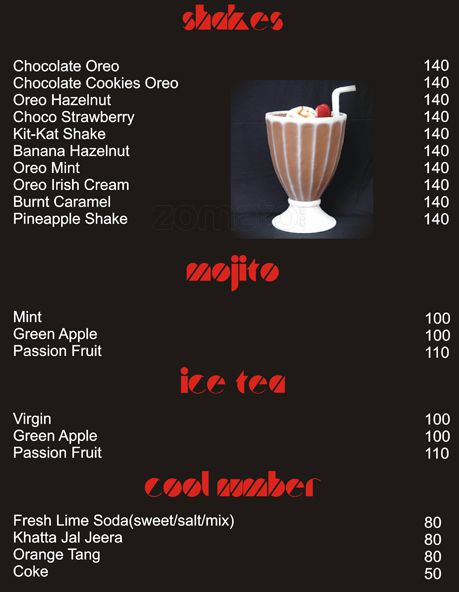 shakes
Chocolate Oreo 140
Chocolate Cookies Oreo 140
Oreo Hazelnut 140
Choco Strawberry 140
Kit-Kat Shake 140
Banana Hazelnut 140
Oreo Mint 140
Oreo Irish Cream 140
Burnt Caramel 140
Pineapple Shake 140
zomato
mojito
Mint 100
Green Apple 100
Passion Fruit 110
ice tea
Virgin 100
Green Apple 100
Passion Fruit 110
cool number
Fresh Lime Soda(sweet/salt/mix) 80
Khatta Jal Jeera 80
Orange Tang 80
Coke 50